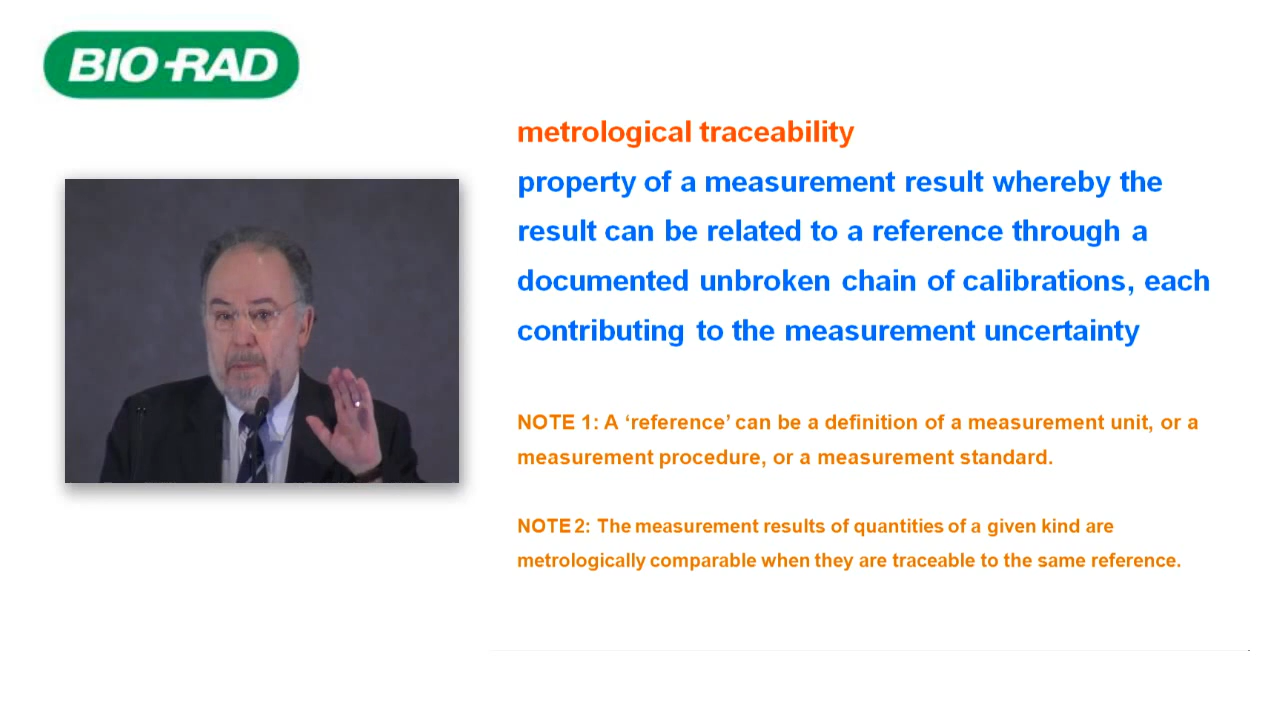 BIO-RAD
metrological traceability
property of a measurement result whereby the
result can be related to a reference through a
documented unbroken chain of calibrations, each
contributing to the measurement uncertainty
NOTE 1: A ‘reference’ can be a definition of a measurement unit, or a
measurement procedure, or a measurement standard.
NOTE 2: The measurement results of quantities of a given kind are
metrologically comparable when they are traceable to the same reference.